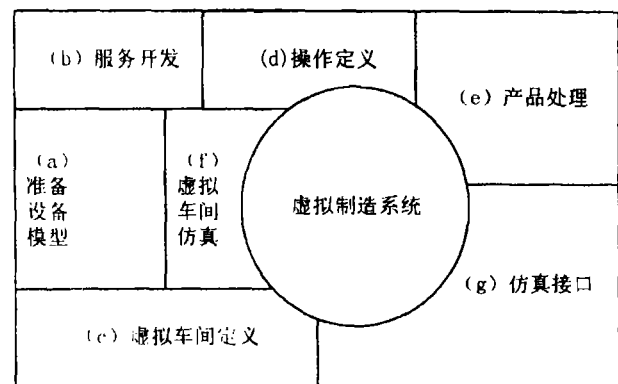 (b) 服务开发
(d)操作定义
(e) 产品处理
(a)
准备
设备
模型
(f)
虚拟
车间
仿真
虚拟制造系统
(g) 仿真接口
(c) 虚拟车间定义